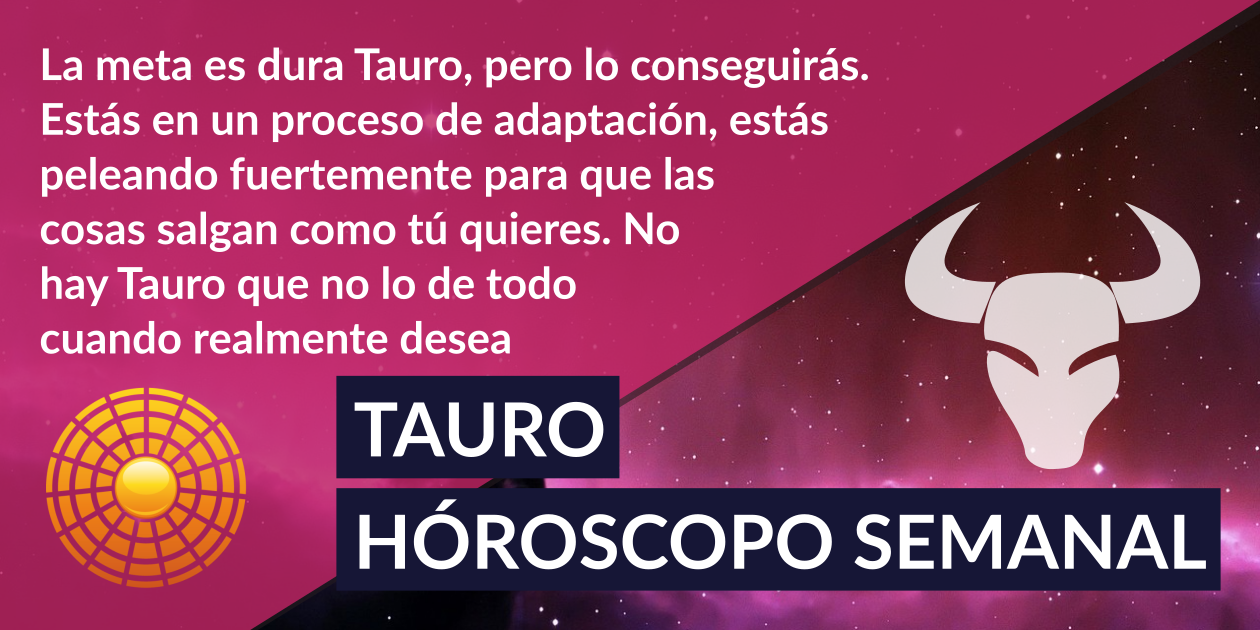 La meta es dura Tauro, pero lo conseguirás.
Estás en un proceso de adaptación, estás
peleando fuertemente para que las
cosas salgan como tú quieres. No
hay Tauro que no lo de todo
cuando realmente desea
TAURO
HÓROSCOPO SEMANAL